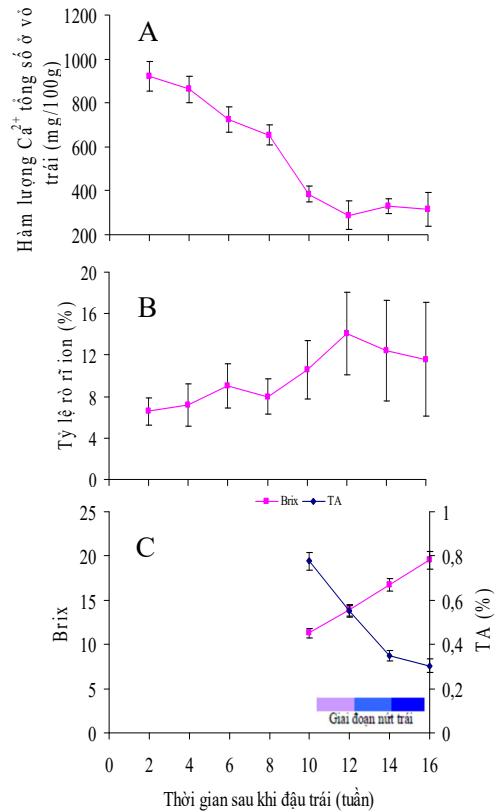 A
Hàm lượng Ca2+ tổng số ở vỏ
trái (mg/100g)
1200
1000
800
600
400
200
B
Tỷ lệ rò rĩ ion (%)
20
16
12
8
4
0
Brix TA
C
Brix
25
20
15
10
5
0
TA (%)
1
0,8
0,6
0,4
0,2
0
Giai đoạn nứt trái
0 2 4 6 8 10 12 14 16
Thời gian sau khi đậu trái (tuần)